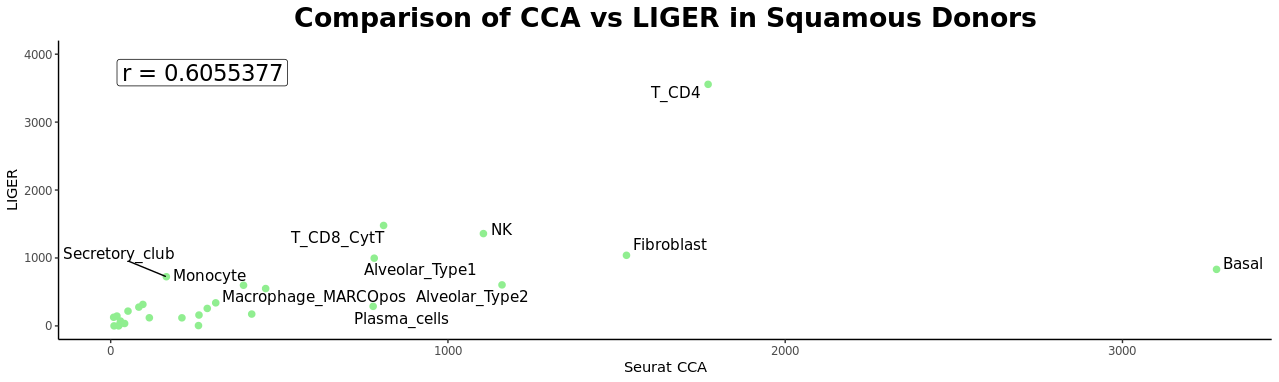 Comparison of CCA vs LIGER in Squamous Donors
4000
r = 0.6055377
T_CD4
3000
LIGER
2000
T_CD8_CytT
NK
Fibroblast
Secretory_club
1000
Basal
Monocyte
Alveolar_Type1
Macrophage_MARCOpos
Alveolar_Type2
Plasma_cells
0
0
1000
2000
3000
Seurat CCA